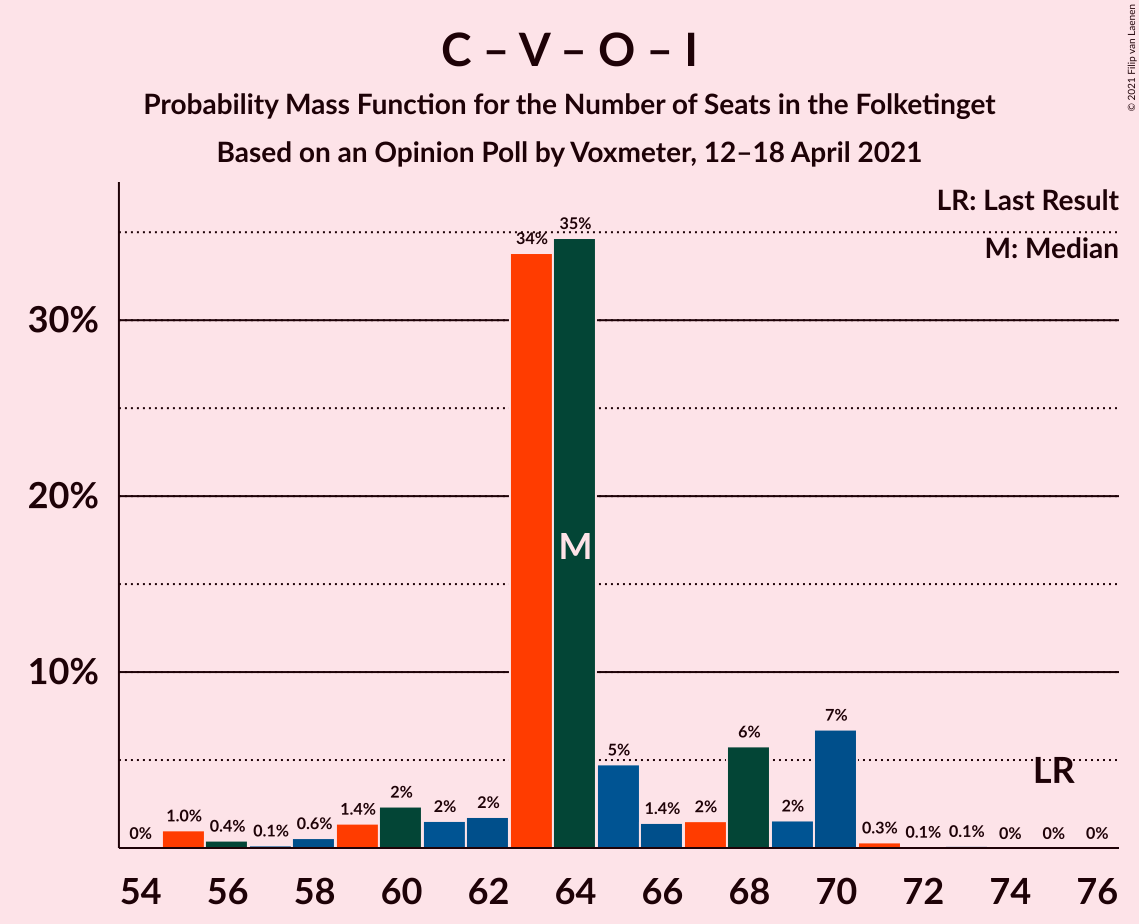 C – V – O – I
Probability Mass Function for the Number of Seats in the Folketinget
Based on an Opinion Poll by Voxmeter, 12–18 April 2021
© 2021 Filip van Laenen
LR: Last Result
M: Median
30%
20%
10%
0%
1.0%
0.4%
0.1%
0.6%
1.4%
2%
2%
2%
34%
35%
5%
1.4%
2%
6%
2%
7%
0.3%
0.1%
0.1%
0%
0%
0%
M
LR
54 56 58 60 62 64 66 68 70 72 74 76